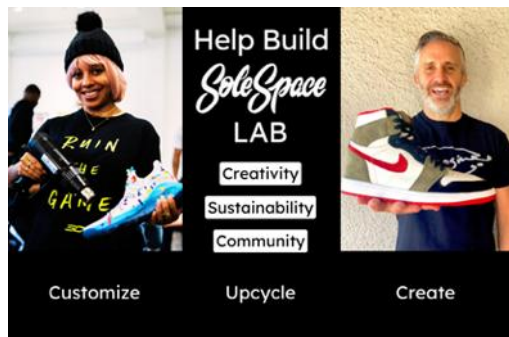 Help Build
SoleSpace
LAB
Creativity
Sustainability
Community
RUIN
THE
GAME
Customize
Upcycle
Create